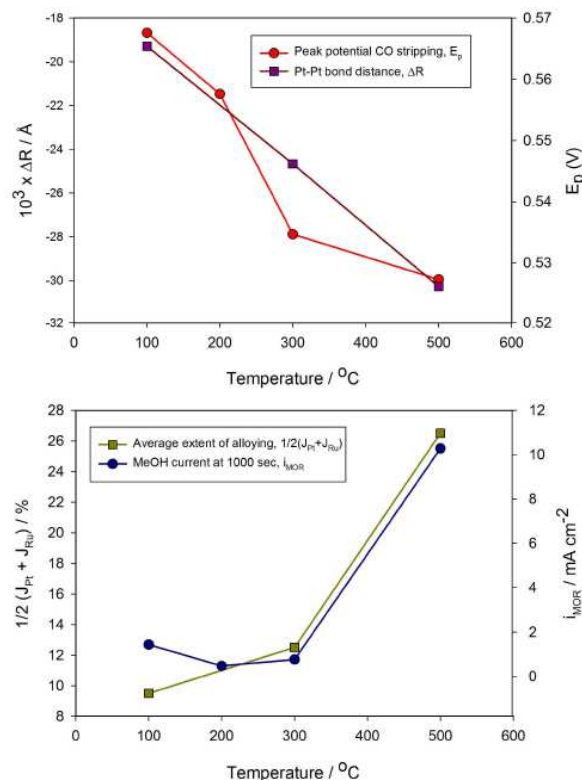 -18
-20
-22
-24
-26
-28
-30
-32
10³ x ΔR / Å
Peak potential CO stripping, Eₚ
Pt-Pt bond distance, ΔR
0.57
0.56
0.55
0.54
0.53
0.52
Eₚ (V)
0 100 200 300 400 500 600
Temperature / °C
28
26
24
22
20
18
16
14
12
10
8
1/2 (J_Pt + J_Ru) / %
Average extent of alloying, 1/2(J_Pt+J_Ru)
MeOH current at 1000 sec, i_MOR
12
10
8
6
4
2
0
i_MOR / mA cm⁻²
0 100 200 300 400 500 600
Temperature / °C